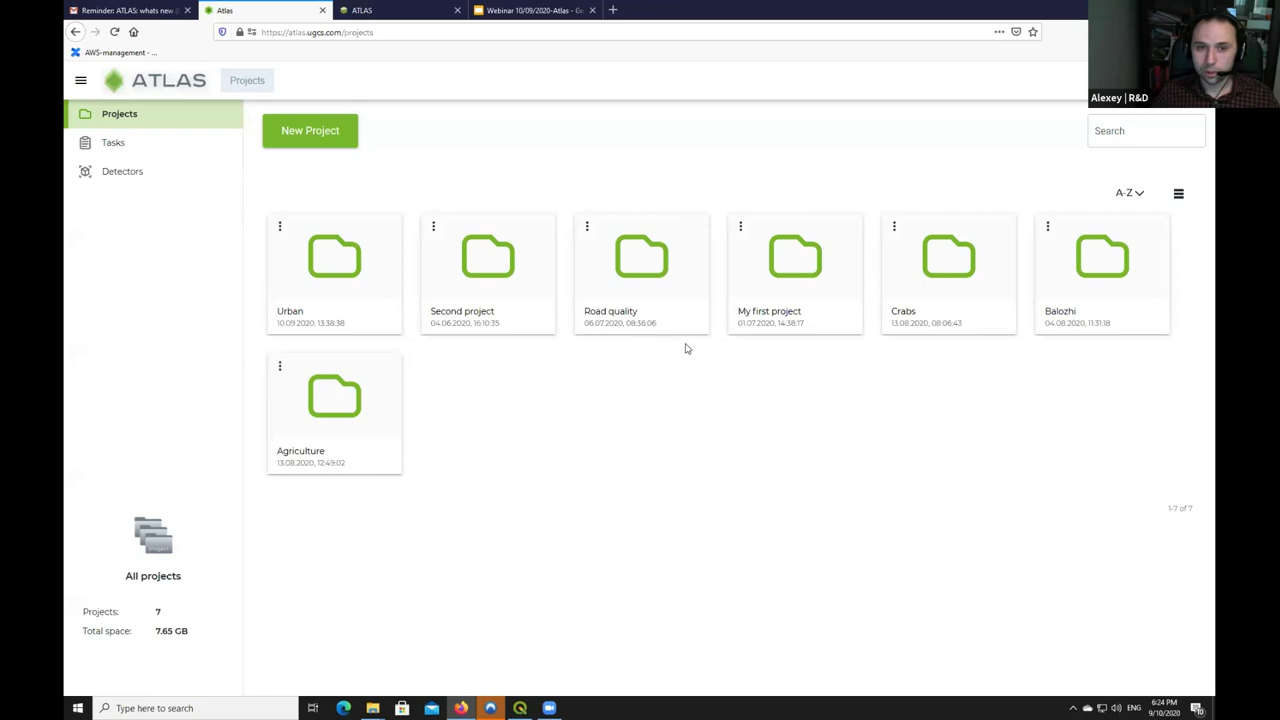 Reminder: ATLAS: whats new (
Atlas
ATLAS
Webinar 10/09/2020-Atlas - Go
https://atlas.ugcs.com/projects
AWS-management - ...
Alexey | R&D
ATLAS
Projects
Projects
Tasks
Detectors
New Project
Search
A-Z
Urban
10.09.2020, 13:38:38
Second project
04.06.2020, 16:10:35
Road quality
06.07.2020, 08:36:06
My first project
01.07.2020, 14:38:17
Crabs
13.08.2020, 08:06:43
Balozhi
04.08.2020, 11:31:18
Agriculture
13.08.2020, 12:49:02
1-7 of 7
Project
All projects
Projects: 7
Total space: 7.65 GB
Type here to search
ENG
6:24 PM
9/10/2020
10